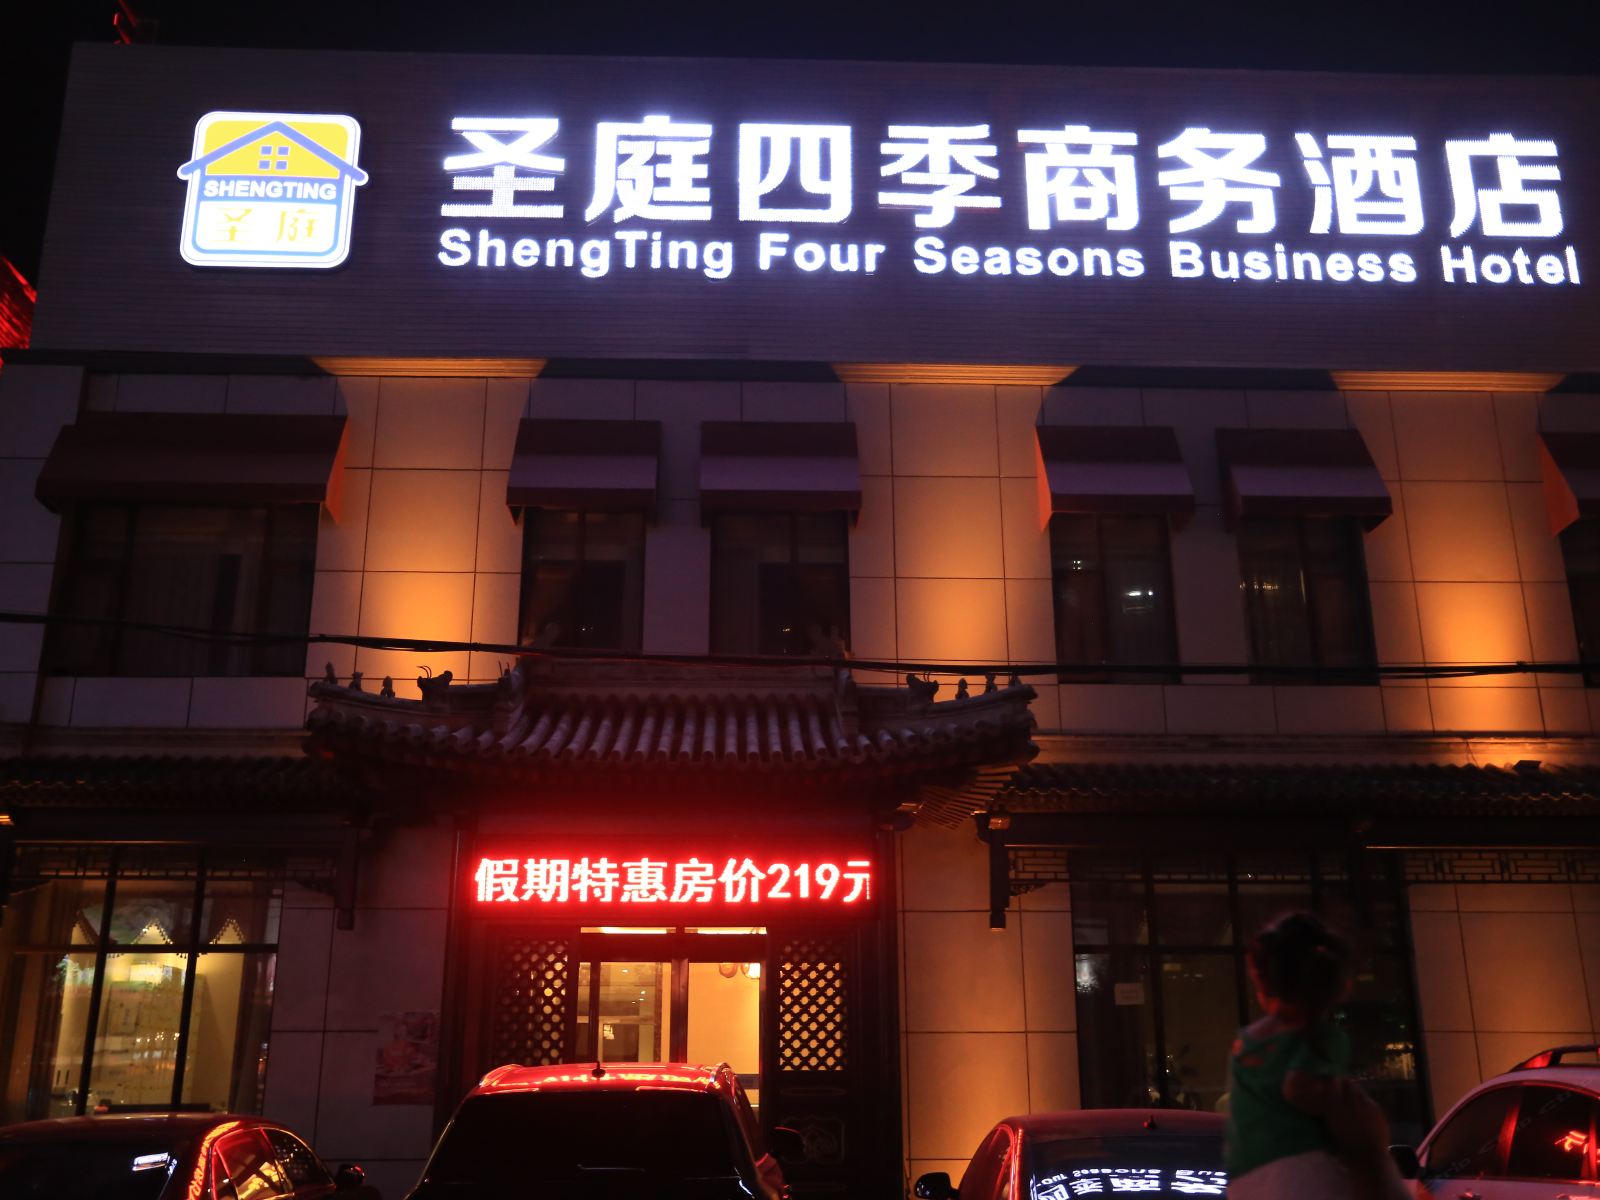 SHENGTING
圣庭
圣庭四季商务酒店
ShengTing Four Seasons Business Hotel
假期特惠房价219元